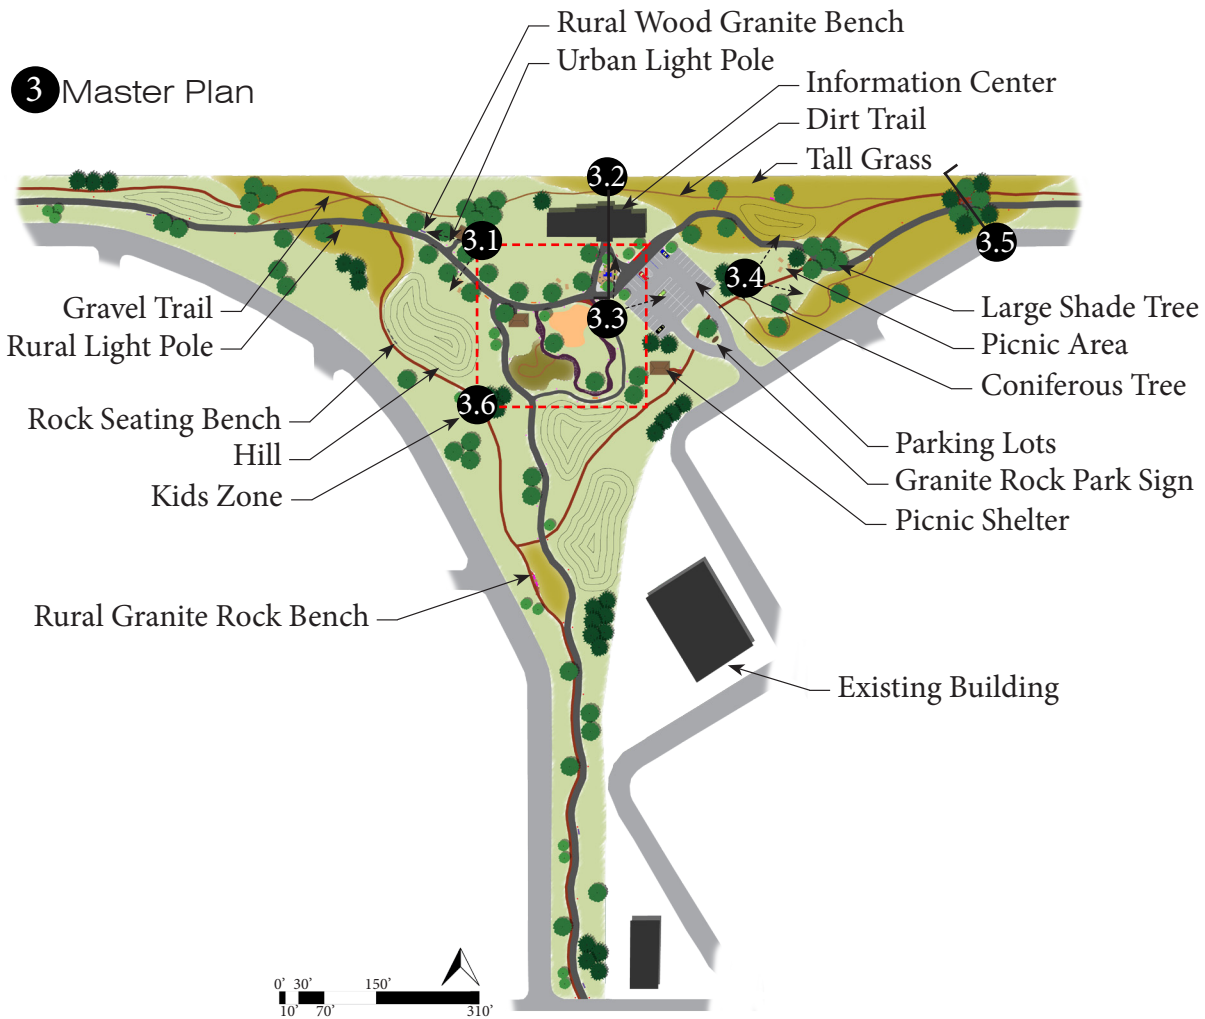 Rural Wood Granite Bench
Urban Light Pole
3 Master Plan
Information Center
Dirt Trail
Tall Grass
3.2
3.1
3.5
3.4
3.3
3.6
Gravel Trail
Rural Light Pole
Rock Seating Bench
Hill
Kids Zone
Large Shade Tree
Picnic Area
Coniferous Tree
Parking Lots
Granite Rock Park Sign
Picnic Shelter
Rural Granite Rock Bench
Existing Building
0' 30' 150'
10' 70' 310'